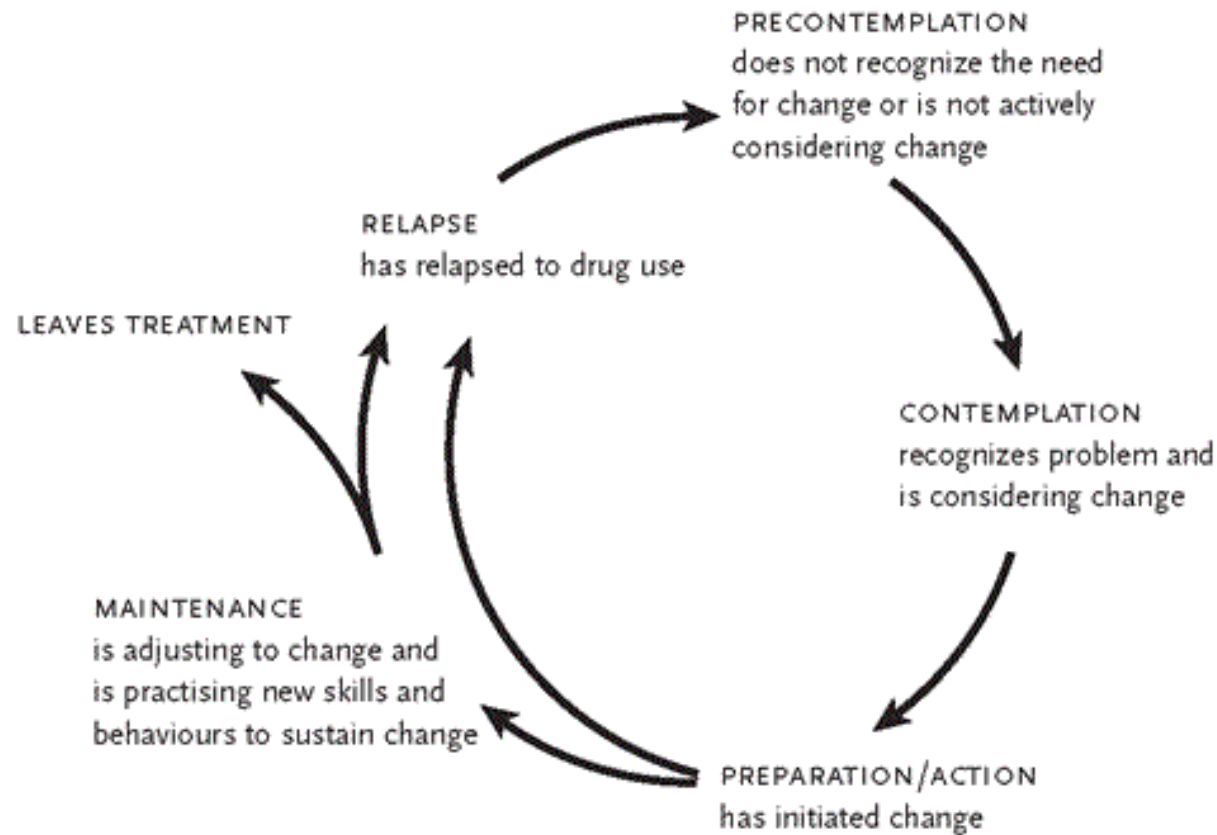 PRECONTEMPLATION
does not recognize the need
for change or is not actively
considering change
CONTEMPLATION
recognizes problem and
is considering change
PREPARATION/ACTION
has initiated change
MAINTENANCE
is adjusting to change and
is practising new skills and
behaviours to sustain change
LEAVES TREATMENT
RELAPSE
has relapsed to drug use